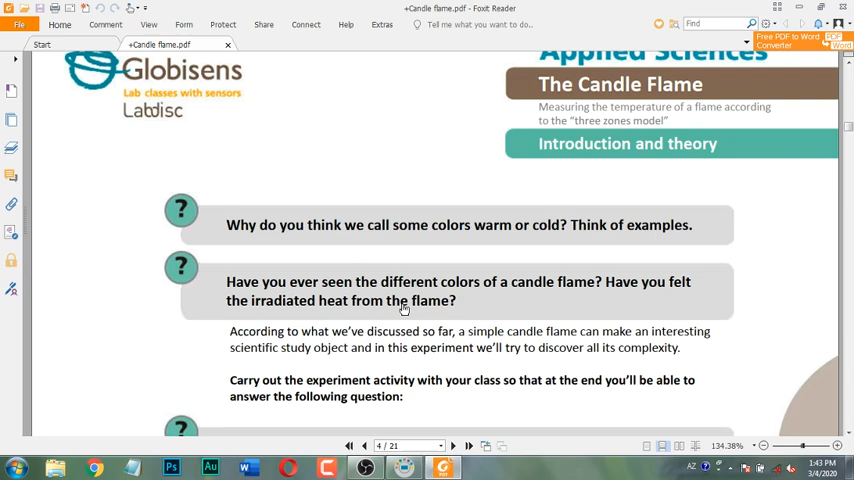 +Candle flame.pdf - Foxit Reader
File Home Comment View Form Protect Share Connect Help Extras Tell me what you want to do... Find
Start +Candle flame.pdf
Free PDF to Word Converter
Globisens
Lab classes with sensors
Labdisc
Applied Sciences
The Candle Flame
Measuring the temperature of a flame according
to the “three zones model”
Introduction and theory
? Why do you think we call some colors warm or cold? Think of examples.
? Have you ever seen the different colors of a candle flame? Have you felt
the irradiated heat from the flame?
According to what we’ve discussed so far, a simple candle flame can make an interesting
scientific study object and in this experiment we’ll try to discover all its complexity.
Carry out the experiment activity with your class so that at the end you’ll be able to
answer the following question:
?
4 / 21 134.38%
AZ 1:43 PM
3/4/2020